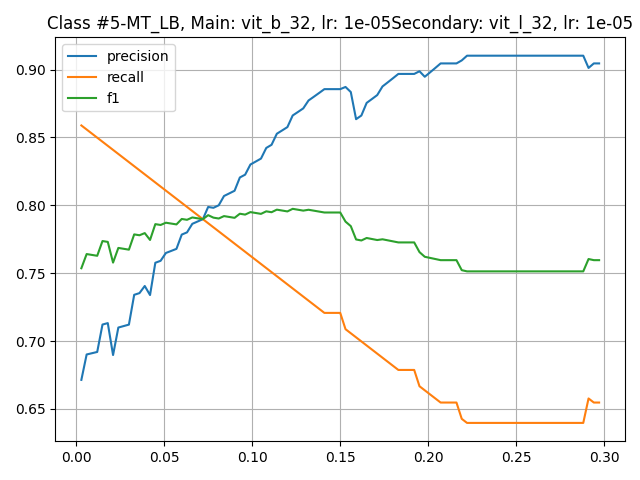 Class #5-MT_LB, Main: vit_b_32, lr: 1e-05Secondary: vit_l_32, lr: 1e-05
precision
recall
f1
0.90
0.85
0.80
0.75
0.70
0.65
0.00 0.05 0.10 0.15 0.20 0.25 0.30